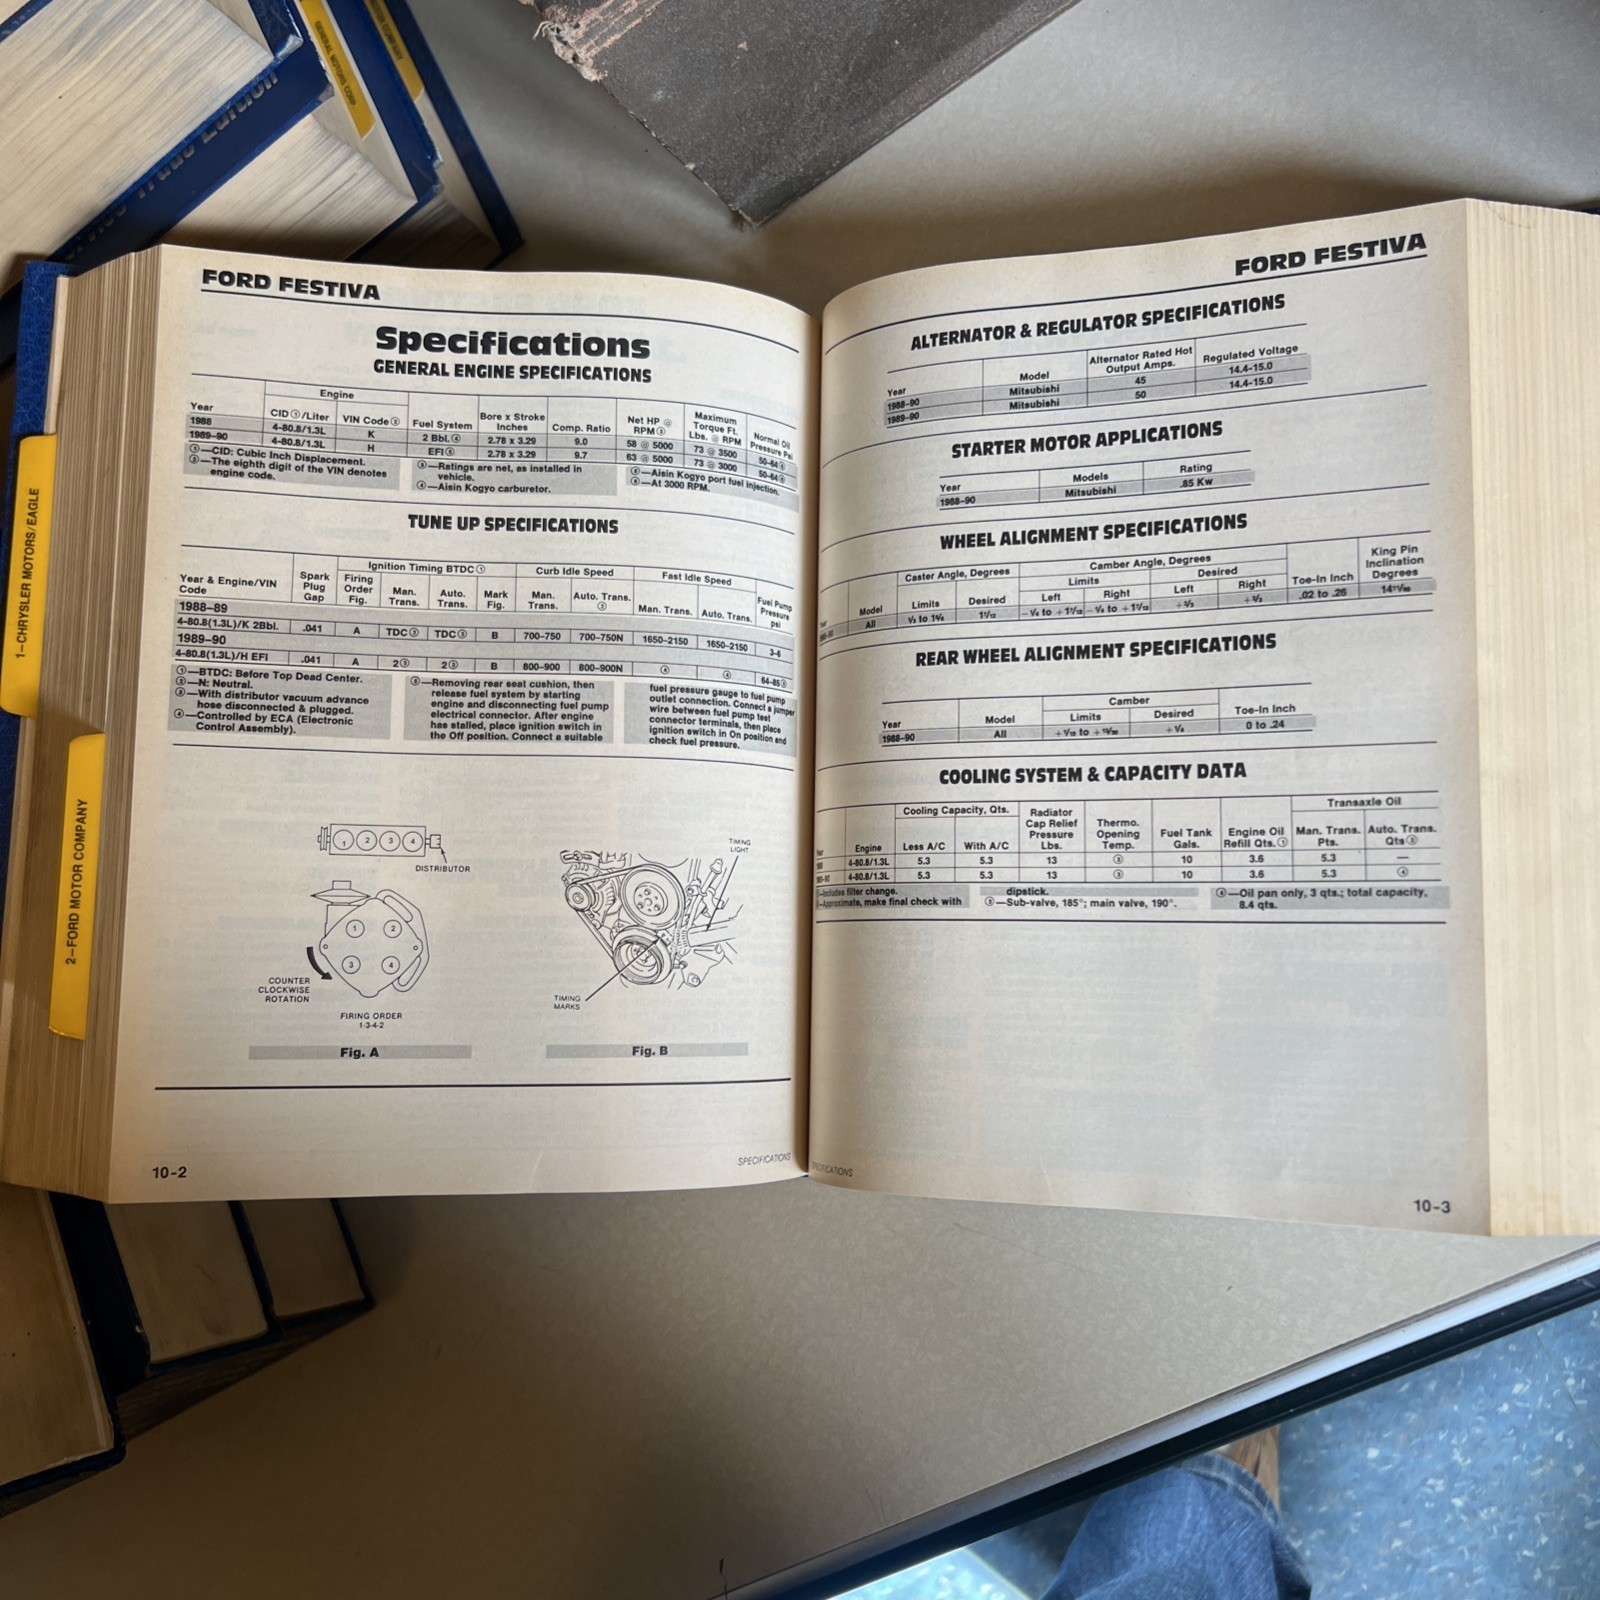 GENERAL MOTORS CORP.
Trade Edition
1-CHRYSLER MOTORS/EAGLE
2-FORD MOTOR COMPANY
FORD FESTIVA
Specifications
GENERAL ENGINE SPECIFICATIONS
Engine
Year CID①/Liter VIN Code② Fuel System Bore x Stroke Inches Comp. Ratio Net HP @ RPM③ Maximum Torque Ft. Lbs. @ RPM Normal Oil Pressure Psi
1988 4-80.8/1.3L K 2 Bbl.④ 2.78 x 3.29 9.0 58 @ 5000 73 @ 3500 50-64⑥
1989-90 4-80.8/1.3L H EFI⑤ 2.78 x 3.29 9.7 63 @ 5000 73 @ 3000 50-64⑥
①—CID: Cubic Inch Displacement.
②—The eighth digit of the VIN denotes
engine code.
③—Ratings are net, as installed in
vehicle.
④—Aisin Kogyo carburetor.
⑤—Aisin Kogyo port fuel injection.
⑥—At 3000 RPM.
TUNE UP SPECIFICATIONS
Ignition Timing BTDC① Curb Idle Speed Fast Idle Speed
Year & Engine/VIN Code Spark Plug Gap Firing Order Fig. Man. Trans. Auto. Trans. Mark Fig. Man. Trans. Auto. Trans. ② Man. Trans. Auto. Trans. Fuel Pump Pressure psi
1988-89
4-80.8(1.3L)/K 2Bbl. .041 A TDC③ TDC③ B 700-750 700-750N 1650-2150 1650-2150 3-6
1989-90
4-80.8(1.3L)/H EFI .041 A 2③ 2③ B 800-900 800-900N ④ ④ 64-85⑤
①—BTDC: Before Top Dead Center.
②—N: Neutral.
③—With distributor vacuum advance
hose disconnected & plugged.
④—Controlled by ECA (Electronic
Control Assembly).
⑤—Removing rear seat cushion, then
release fuel system by starting
engine and disconnecting fuel pump
electrical connector. After engine
has stalled, place ignition switch in
the Off position. Connect a suitable
fuel pressure gauge to fuel pump
outlet connection. Connect a jumper
wire between fuel pump test
connector terminals, then place
ignition switch in On position and
check fuel pressure.
1 2 3 4
DISTRIBUTOR
1 2
3 4
COUNTER
CLOCKWISE
ROTATION
FIRING ORDER
1-3-4-2
Fig. A
TIMING
LIGHT
TIMING
MARKS
Fig. B
10-2
SPECIFICATIONS
FORD FESTIVA
ALTERNATOR & REGULATOR SPECIFICATIONS
Year Model Alternator Rated Hot Output Amps. Regulated Voltage
1988-90 Mitsubishi 45 14.4-15.0
1989-90 Mitsubishi 50 14.4-15.0
STARTER MOTOR APPLICATIONS
Year Models Rating
1988-90 Mitsubishi .85 Kw
WHEEL ALIGNMENT SPECIFICATIONS
Caster Angle, Degrees Camber Angle, Degrees
Limits Desired
Model Limits Desired Left Right Left Right Toe-In Inch King Pin Inclination Degrees
All .02 to .26
REAR WHEEL ALIGNMENT SPECIFICATIONS
Camber
Year Model Limits Desired Toe-In Inch
1988-90 All 0 to .24
COOLING SYSTEM & CAPACITY DATA
Cooling Capacity, Qts. Transaxle Oil
Engine Less A/C With A/C Radiator Cap Relief Pressure Lbs. Thermo. Opening Temp. Fuel Tank Gals. Engine Oil Refill Qts.① Man. Trans. Pts. Auto. Trans. Qts②
4-80.8/1.3L 5.3 5.3 13 ③ 10 3.6 5.3 —
4-80.8/1.3L 5.3 5.3 13 ③ 10 3.6 5.3 ④
—Includes filter change.
—Approximate, make final check with
dipstick.
③—Sub-valve, 185°; main valve, 190°.
④—Oil pan only, 3 qts.; total capacity,
8.4 qts.
SPECIFICATIONS
10-3